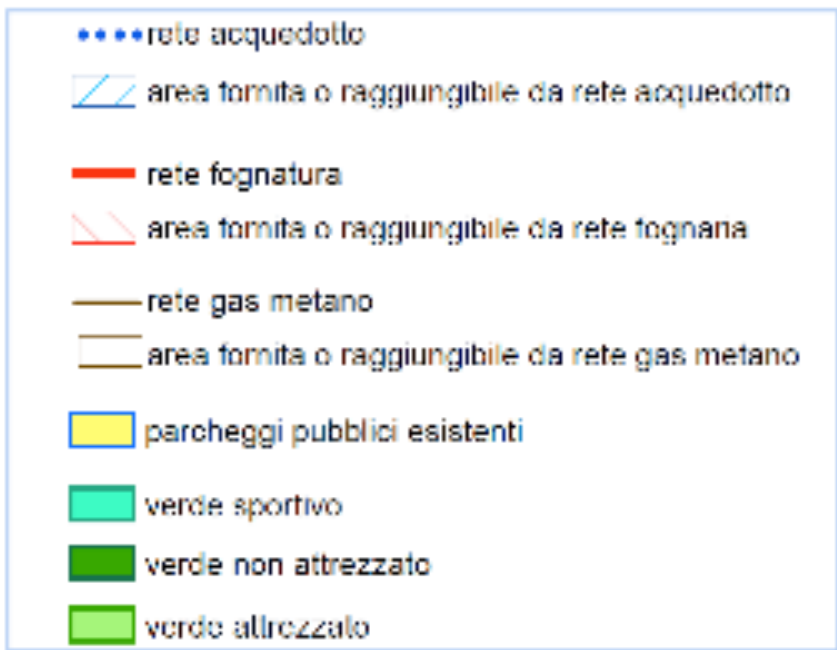 rete acquedotto
area fornita o raggiungibile da rete acquedotto
rete fognatura
area fornita o raggiungibile da rete fognaria
rete gas metano
area fornita o raggiungibile da rete gas metano
parcheggi pubblici esistenti
verde sportivo
verde non attrezzato
verde attrezzato